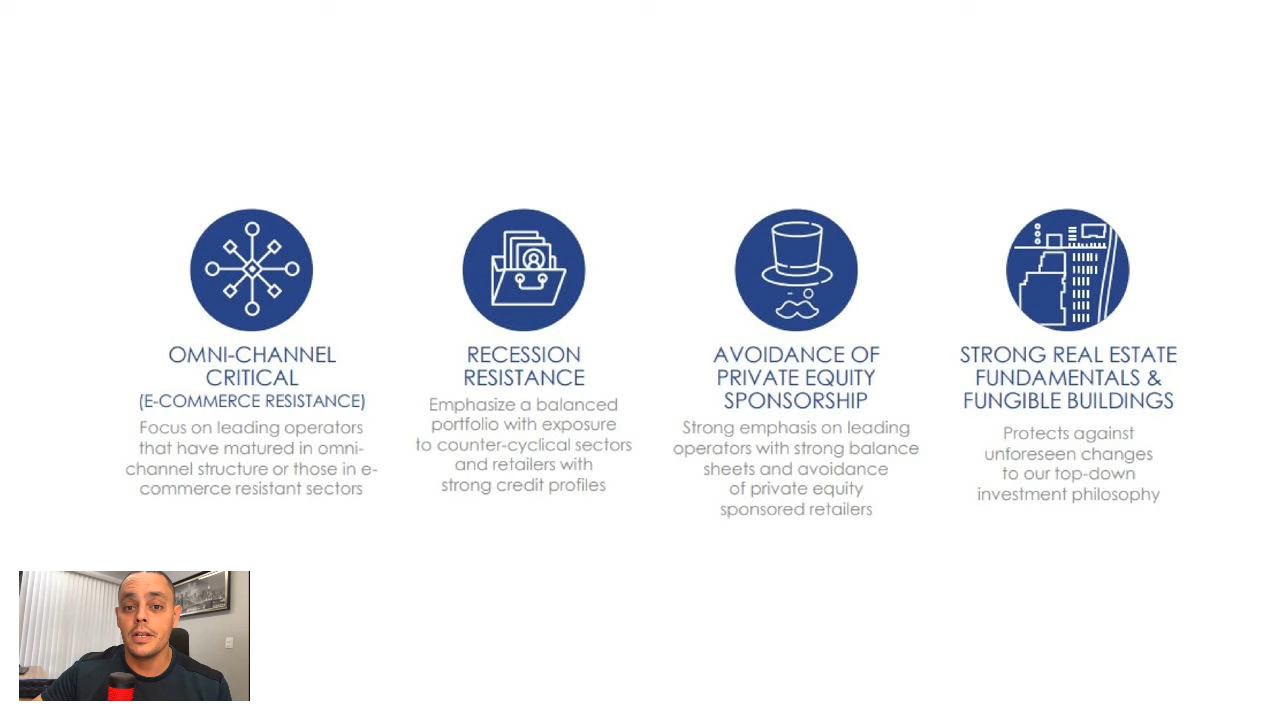 OMNI-CHANNEL
CRITICAL
(E-COMMERCE RESISTANCE)
Focus on leading operators
that have matured in omni-
channel structure or those in e-
commerce resistant sectors
RECESSION
RESISTANCE
Emphasize a balanced
portfolio with exposure
to counter-cyclical sectors
and retailers with
strong credit profiles
AVOIDANCE OF
PRIVATE EQUITY
SPONSORSHIP
Strong emphasis on leading
operators with strong balance
sheets and avoidance
of private equity
sponsored retailers
STRONG REAL ESTATE
FUNDAMENTALS &
FUNGIBLE BUILDINGS
Protects against
unforeseen changes
to our top-down
investment philosophy